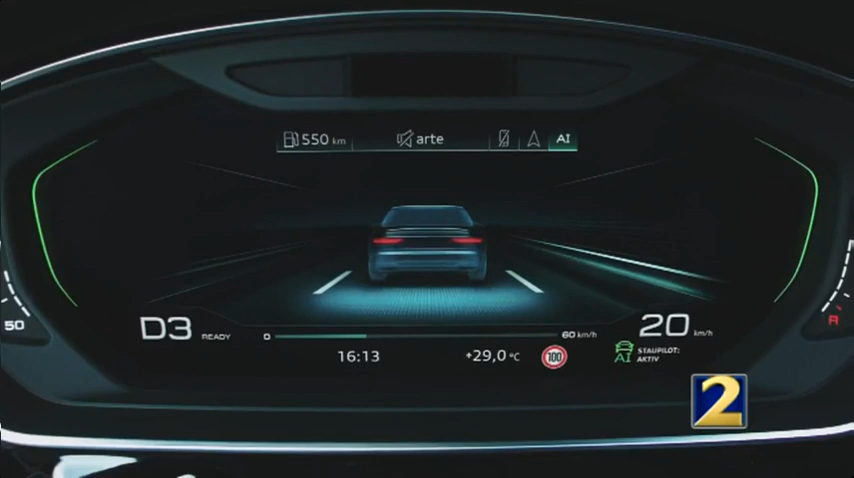 550 km arte AI
50
D3 READY 0 60 km/h 20 km/h
R
16:13 +29,0 °C 100 AI STAUPILOT:
AKTIV
2